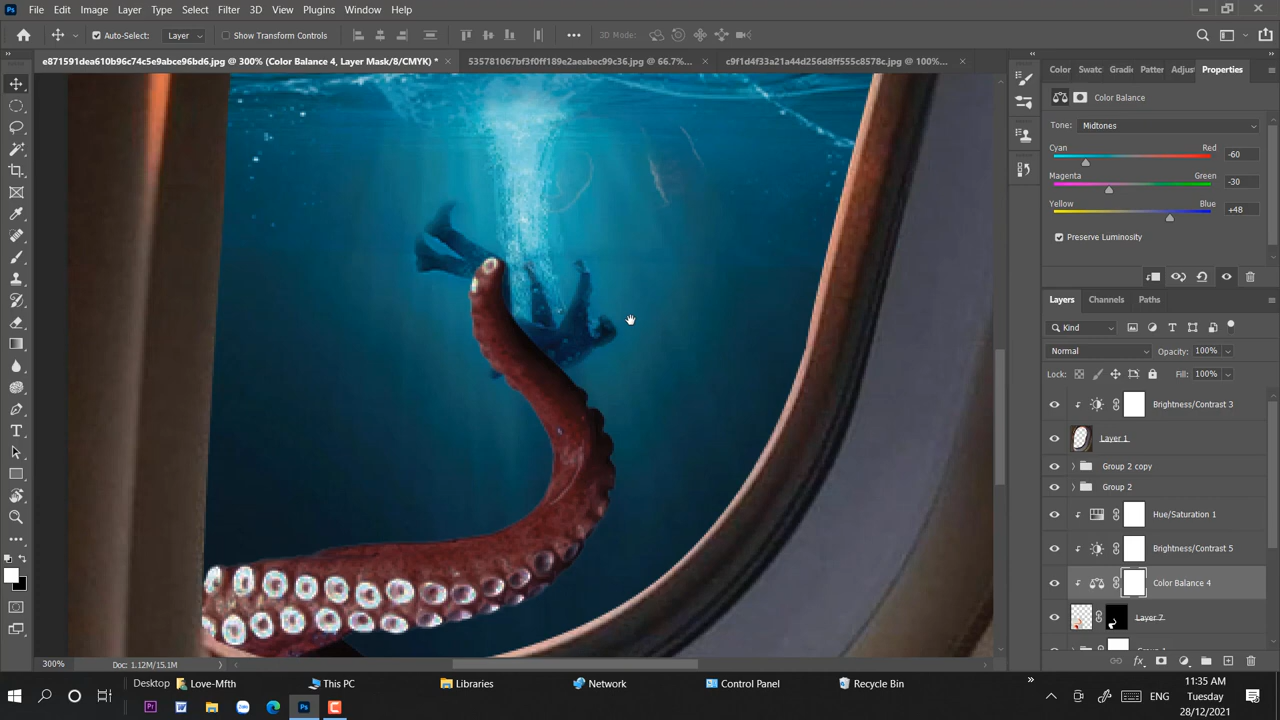 Ps File Edit Image Layer Type Select Filter 3D View Plugins Window Help
Auto-Select: Layer Show Transform Controls 3D Mode:
e871591dea610b96c74c5e9abce96bd6.jpg @ 300% (Color Balance 4, Layer Mask/8/CMYK) * 535781067bf3f0ff189e2aeabec99c36.jpg @ 66.7%... c9f1d4f33a21a44d256d8ff555c8578c.jpg @ 100%...
Color Swatc Gradi Patter Adjus Properties
Color Balance
Tone: Midtones
Cyan Red -60
Magenta Green -30
Yellow Blue +48
Preserve Luminosity
Layers Channels Paths
Kind
Normal Opacity: 100%
Lock: Fill: 100%
Brightness/Contrast 3
Layer 1
Group 2 copy
Group 2
Hue/Saturation 1
Brightness/Contrast 5
Color Balance 4
Layer 7
300% Doc: 1.12M/15.1M
Desktop Love-Mfth This PC Libraries Network Control Panel Recycle Bin
11:35 AM
ENG Tuesday
28/12/2021